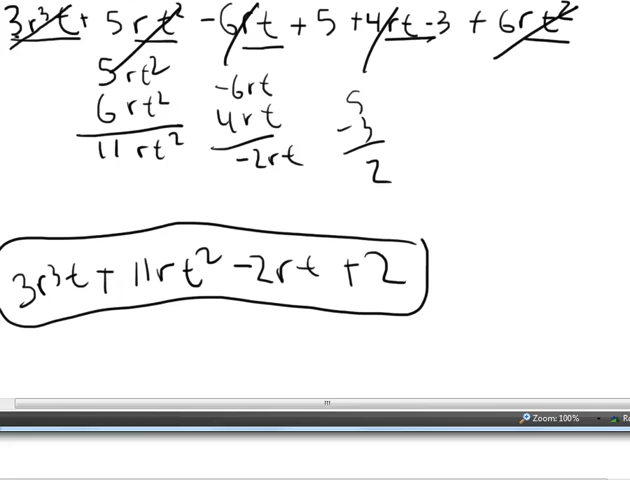 3r³t + 5rt² - 6rt + 5 + 4rt - 3 + 6rt²
5rt² -6rt 5
6rt² 4rt -3
11rt² -2rt 2
3r³t + 11rt² - 2rt + 2
Zoom: 100%